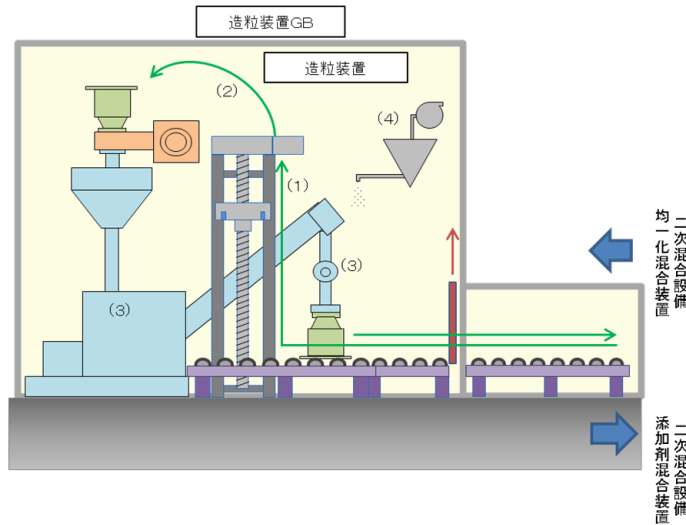 造粒装置GB
造粒装置
(2)
(4)
(1)
(3)
(3)
二次混合設備
均一化混合装置
二次混合設備
添加剤混合装置